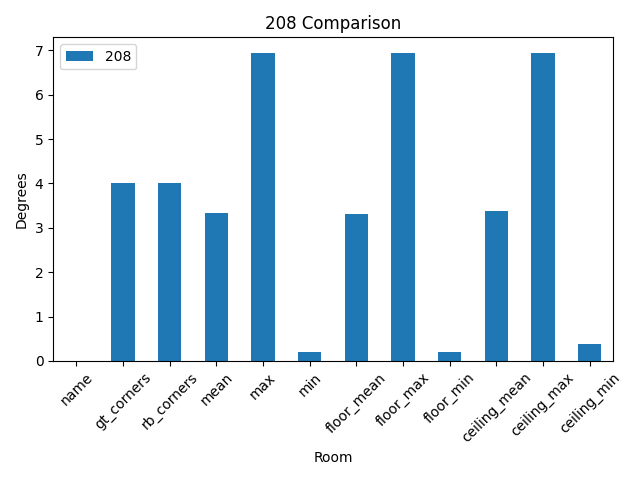 208 Comparison
208
Degrees
7
6
5
4
3
2
1
0
name
gt_corners
rb_corners
mean
max
min
floor_mean
floor_max
floor_min
ceiling_mean
ceiling_max
ceiling_min
Room